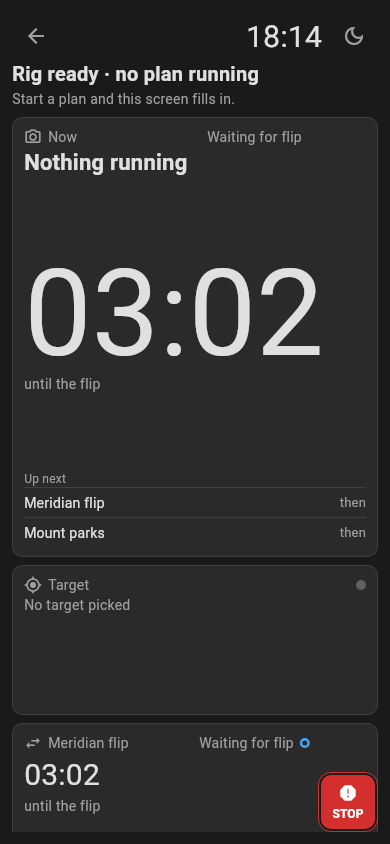 18:14
Rig ready · no plan running
Start a plan and this screen fills in.
Now Waiting for flip
Nothing running
03:02
until the flip
Up next
Meridian flip then
Mount parks then
Target
No target picked
Meridian flip Waiting for flip
03:02
until the flip
STOP